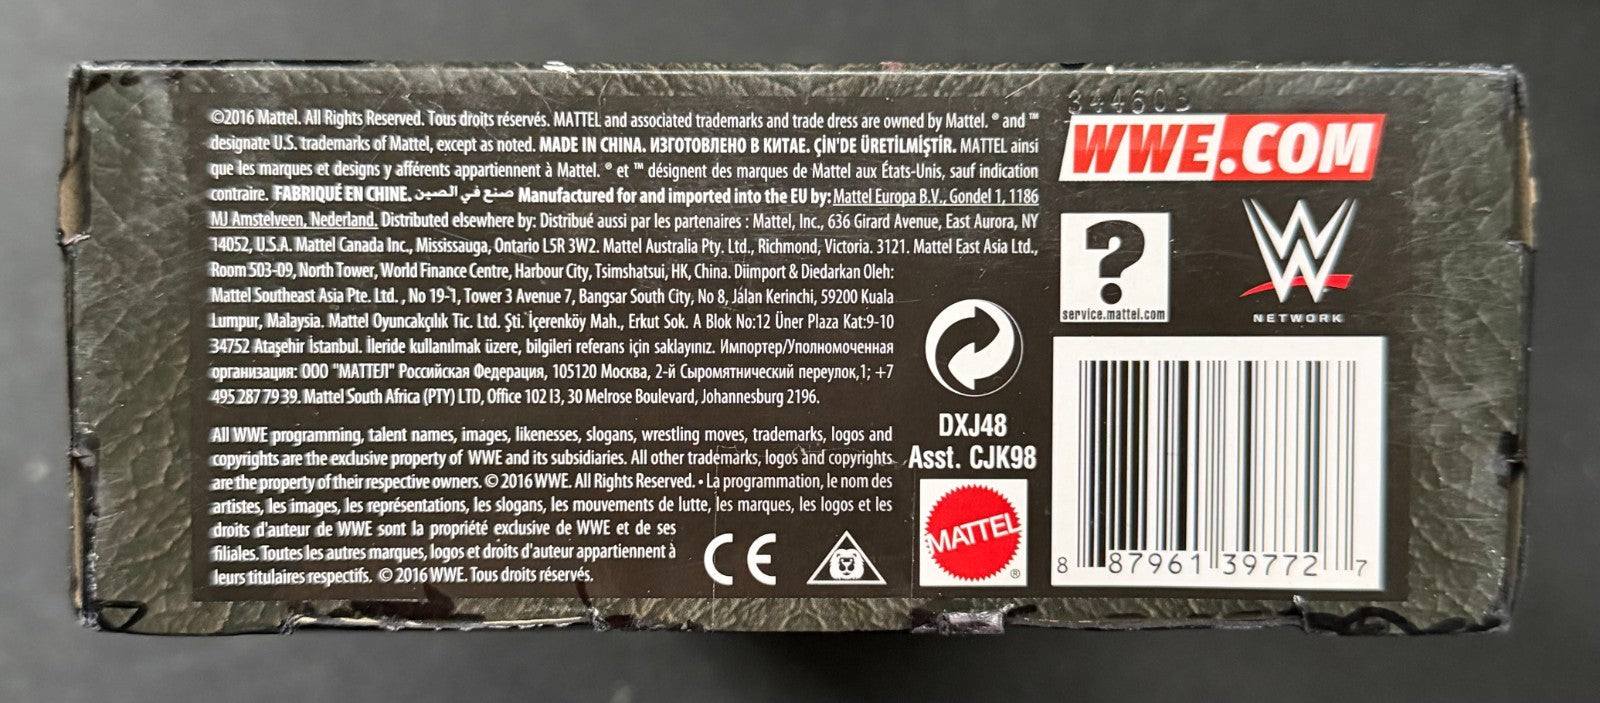 ©2016 Mattel. All Rights Reserved. Tous droits réservés. MATTEL and associated trademarks and trade dress are owned by Mattel. ® and ™
designate U.S. trademarks of Mattel, except as noted. MADE IN CHINA. ИЗГОТОВЛЕНО В КИТАЕ. ÇİN'DE ÜRETİLMİŞTİR. MATTEL ainsi
que les marques et designs y afférents appartiennent à Mattel. ® et ™ désignent des marques de Mattel aux États-Unis, sauf indication
contraire. FABRIQUÉ EN CHINE. صنع في الصين Manufactured for and imported into the EU by: Mattel Europa B.V., Gondel 1, 1186
MJ Amstelveen, Nederland. Distributed elsewhere by: Distribué aussi par les partenaires : Mattel, Inc., 636 Girard Avenue, East Aurora, NY
14052, U.S.A. Mattel Canada Inc., Mississauga, Ontario L5R 3W2. Mattel Australia Pty. Ltd., Richmond, Victoria. 3121. Mattel East Asia Ltd.,
Room 503-09, North Tower, World Finance Centre, Harbour City, Tsimshatsui, HK, China. Diimport & Diedarkan Oleh:
Mattel Southeast Asia Pte. Ltd. , No 19-1, Tower 3 Avenue 7, Bangsar South City, No 8, Jalan Kerinchi, 59200 Kuala
Lumpur, Malaysia. Mattel Oyuncakçılık Tic. Ltd. Şti. İçerenköy Mah., Erkut Sok. A Blok No:12 Üner Plaza Kat:9-10
34752 Ataşehir İstanbul. İleride kullanılmak üzere, bilgileri referans için saklayınız. Импортер/Уполномоченная
организация: ООО "МАТТЕЛ" Российская Федерация, 105120 Москва, 2-й Сыромятнический переулок,1; +7
495 287 79 39. Mattel South Africa (PTY) LTD, Office 102 I3, 30 Melrose Boulevard, Johannesburg 2196.
All WWE programming, talent names, images, likenesses, slogans, wrestling moves, trademarks, logos and
copyrights are the exclusive property of WWE and its subsidiaries. All other trademarks, logos and copyrights
are the property of their respective owners. © 2016 WWE. All Rights Reserved. • La programmation, le nom des
artistes, les images, les représentations, les slogans, les mouvements de lutte, les marques, les logos et les
droits d'auteur de WWE sont la propriété exclusive de WWE et de ses
filiales. Toutes les autres marques, logos et droits d'auteur appartiennent à
leurs titulaires respectifs. © 2016 WWE. Tous droits réservés.
CE
DXJ48
Asst. CJK98
MATTEL ®
WWE.COM
?
service.mattel.com
W
NETWORK
8 87961 39772 7